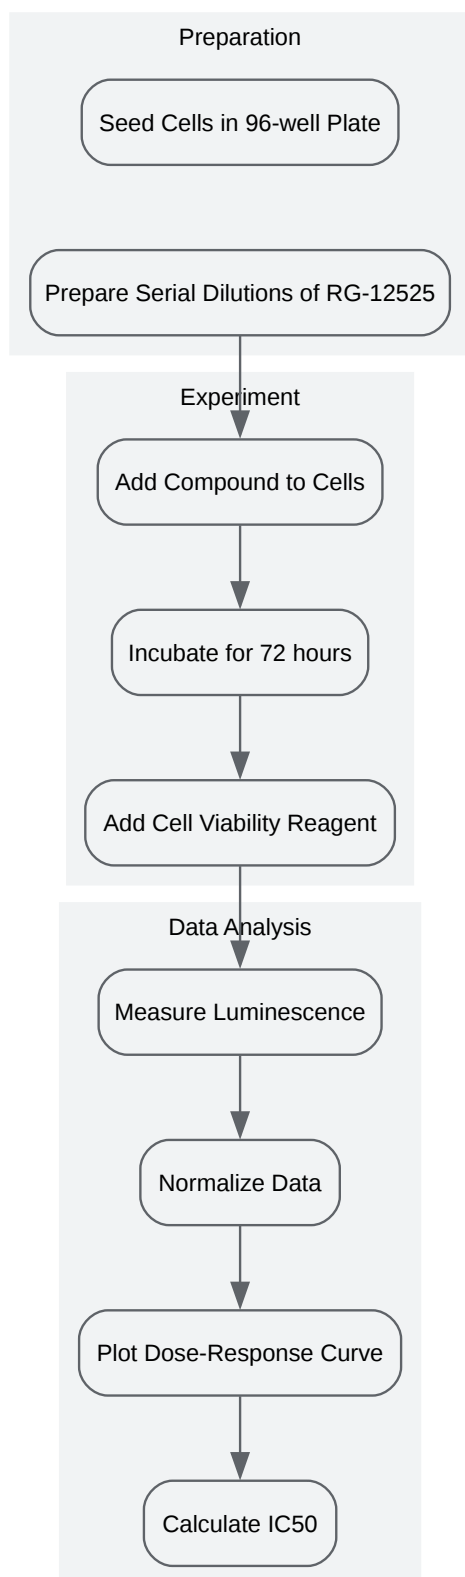 Preparation
Seed Cells in 96-well Plate
Prepare Serial Dilutions of RG-12525
Experiment
Add Compound to Cells
Incubate for 72 hours
Add Cell Viability Reagent
Data Analysis
Measure Luminescence
Normalize Data
Plot Dose-Response Curve
Calculate IC50